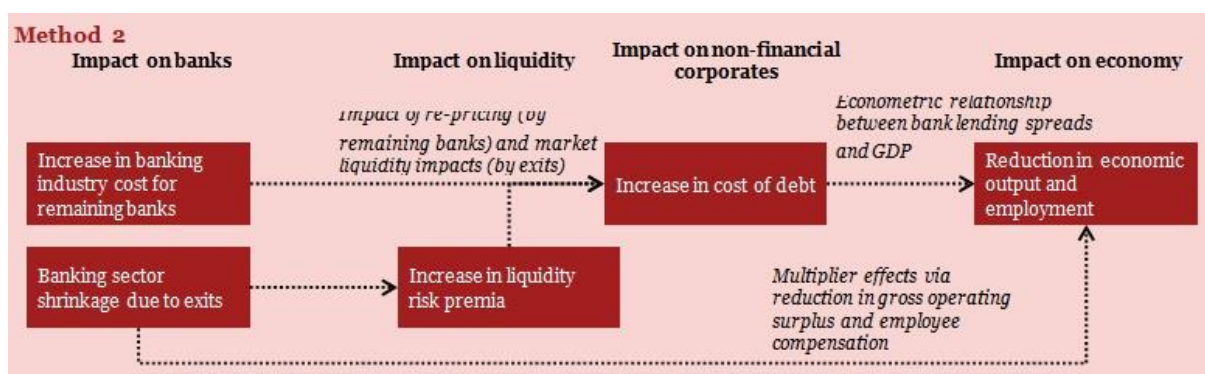 Method 2
Impact on banks
Impact on liquidity
Impact on non-financial
corporates
Impact on economy
Impact of re-pricing (by
remaining banks) and market
liquidity impacts (by exits)
Econometric relationship
between bank lending spreads
and GDP
Increase in banking
industry cost for
remaining banks
Increase in cost of debt
Reduction in economic
output and
employment
Banking sector
shrinkage due to exits
Increase in liquidity
risk premia
Multiplier effects via
reduction in gross operating
surplus and employee
compensation